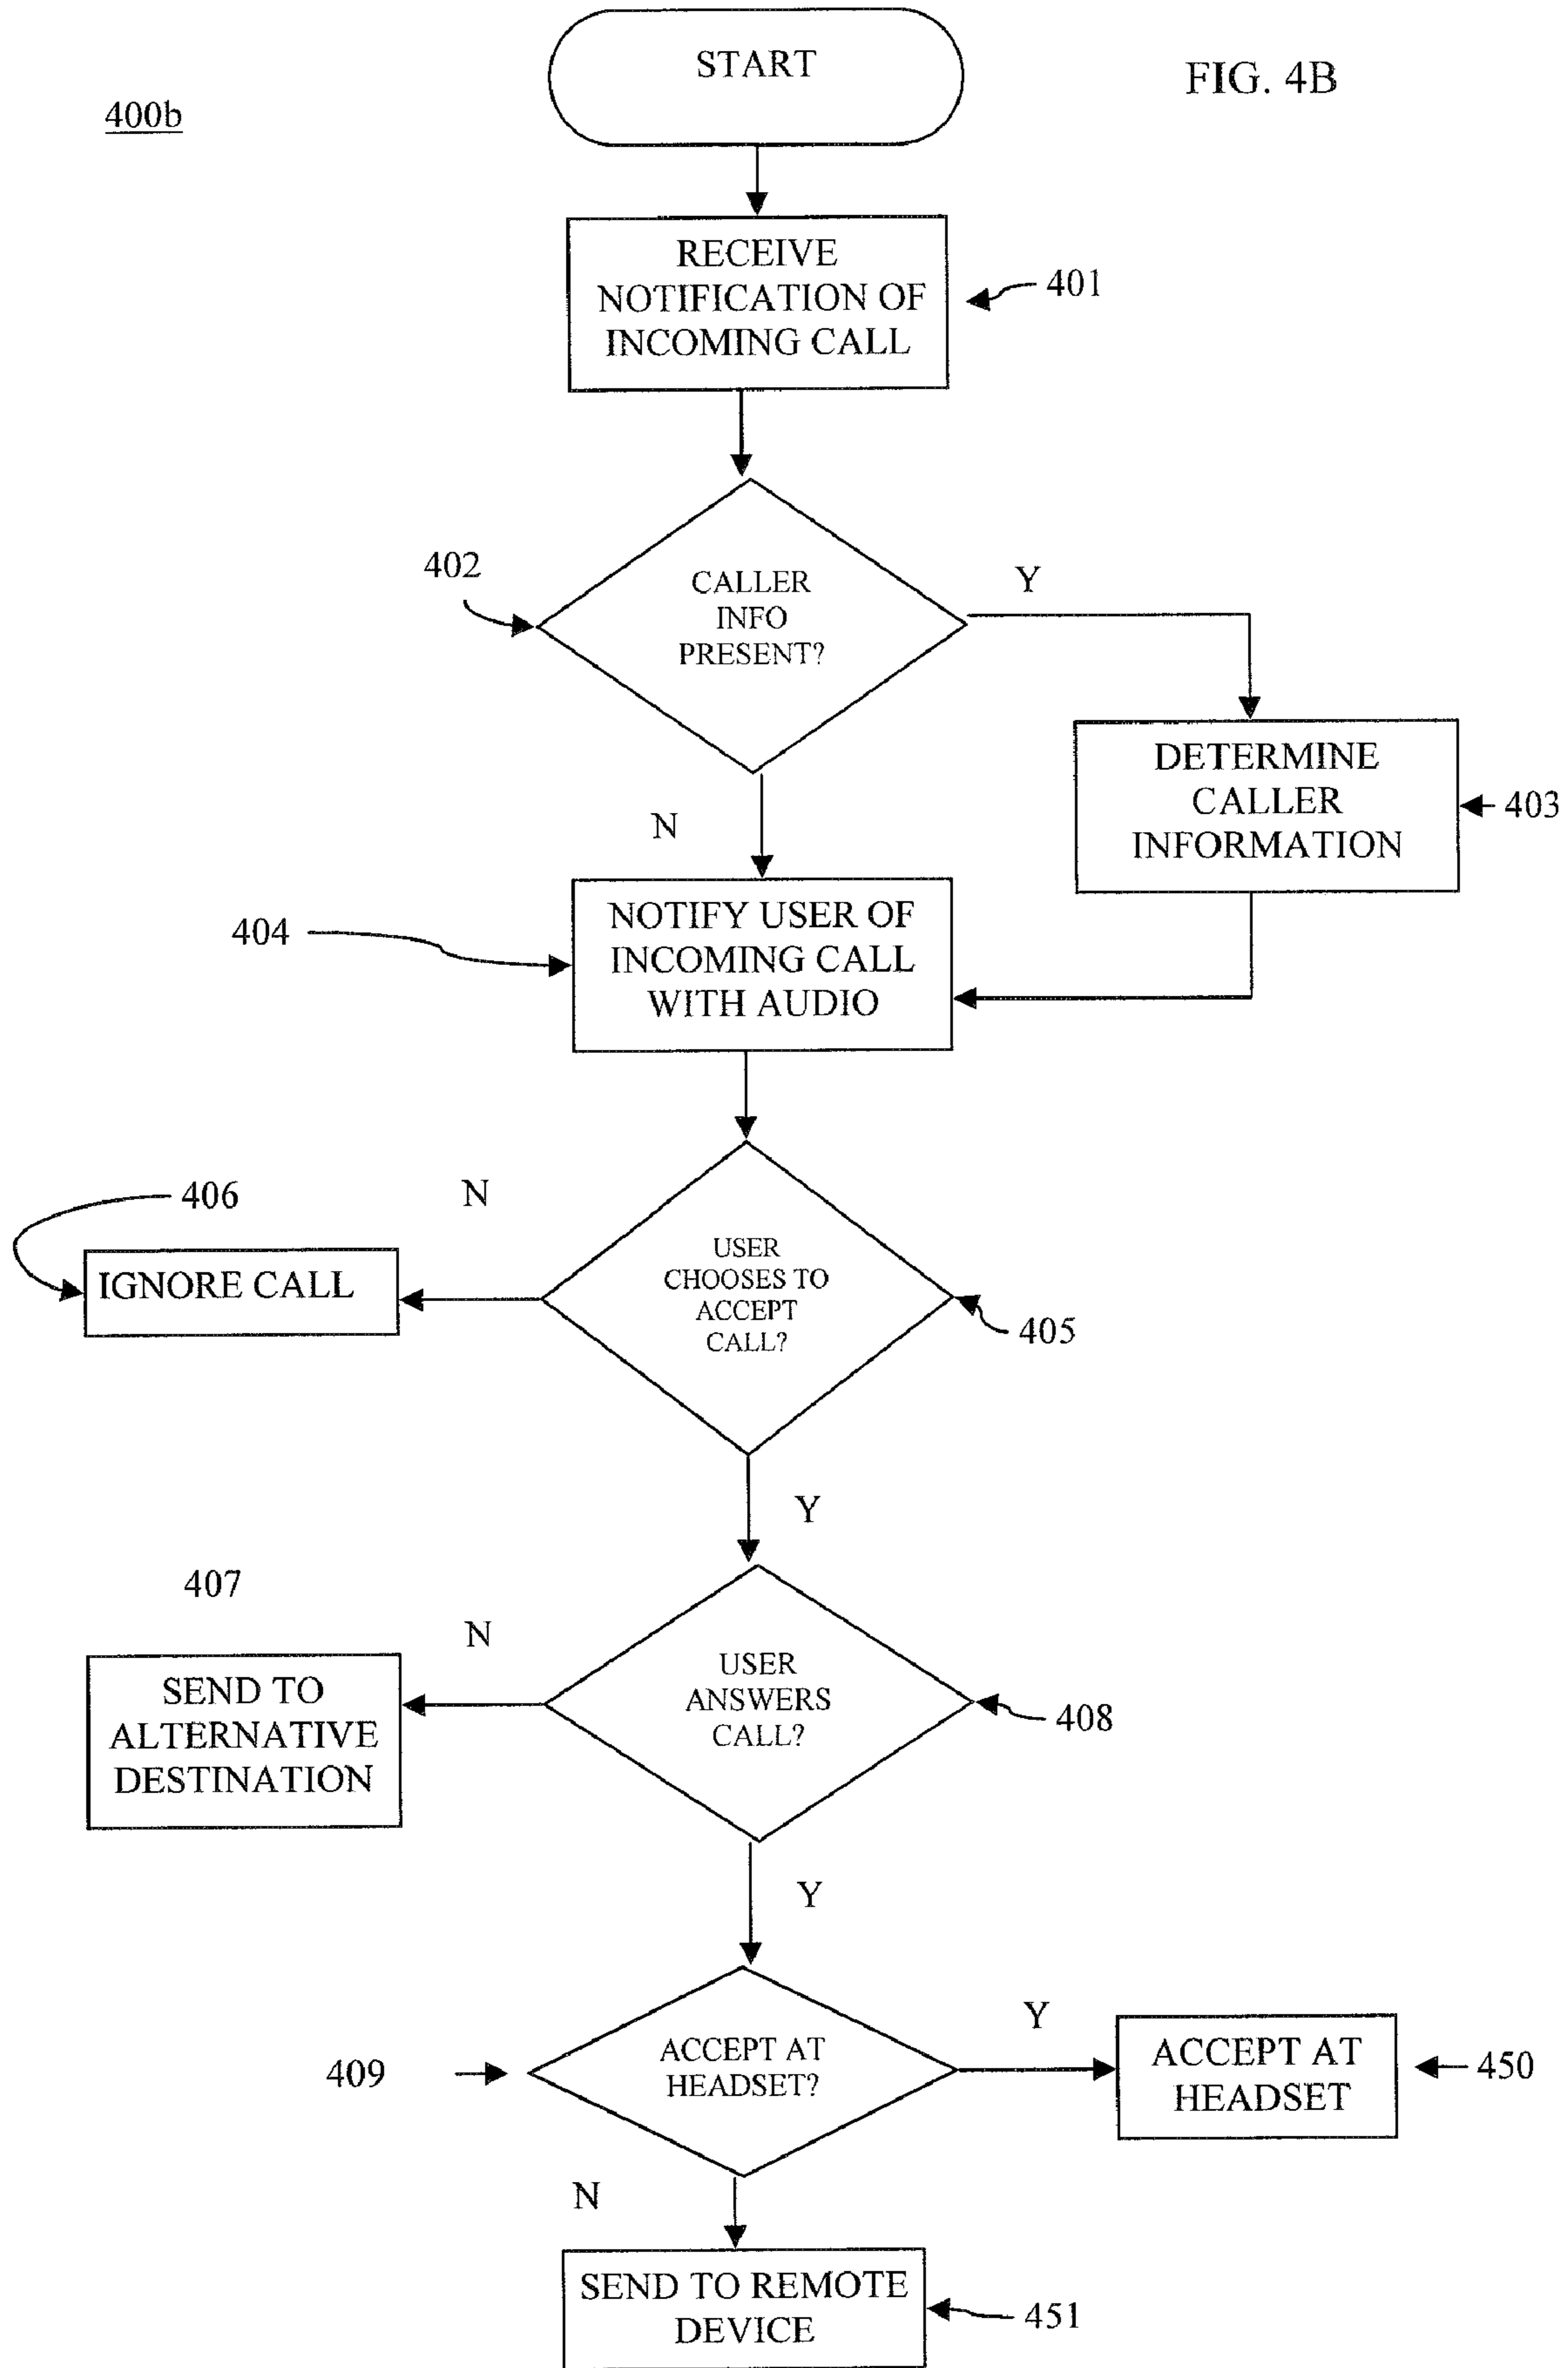 START
FIG. 4B
400b
RECEIVE
NOTIFICATION OF
INCOMING CALL
401
402
CALLER
INFO
PRESENT?
Y
DETERMINE
CALLER
INFORMATION
403
N
404
NOTIFY USER OF
INCOMING CALL
WITH AUDIO
406
N
IGNORE CALL
USER
CHOOSES TO
ACCEPT
CALL?
405
Y
407
N
SEND TO
ALTERNATIVE
DESTINATION
USER
ANSWERS
CALL?
408
Y
409
ACCEPT AT
HEADSET?
Y
ACCEPT AT
HEADSET
450
N
SEND TO REMOTE
DEVICE
451